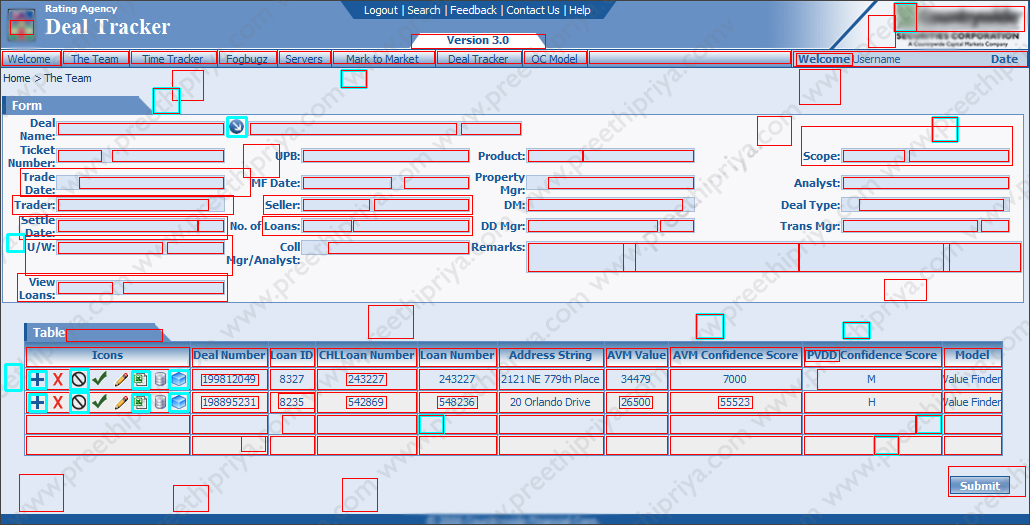 Rating Agency
Deal Tracker
Logout | Search | Feedback | Contact Us | Help
Version 3.0
Countrywide
SECURITIES CORPORATION
A Countrywide Capital Markets Company
Welcome The Team Time Tracker Fogbugz Servers Mark to Market Deal Tracker OC Model Welcome Username Date
Home > The Team
Form
Deal Name:
Ticket Number: UPB: Product: Scope:
Trade Date: MF Date: Property Mgr: Analyst:
Trader: Seller: DM: Deal Type:
Settle Date: No. of Loans: DD Mgr: Trans Mgr:
U/W: Coll Mgr/Analyst: Remarks:
View Loans:
Table
Icons Deal Number Loan ID CHLLoan Number Loan Number Address String AVM Value AVM Confidence Score PVDD Confidence Score Model
199812049 8327 243227 243227 2121 NE 779th Place 34479 7000 M Value Finder
198895231 8235 542869 548236 20 Orlando Drive 26500 55523 H Value Finder
Submit
www.preethipriya.com